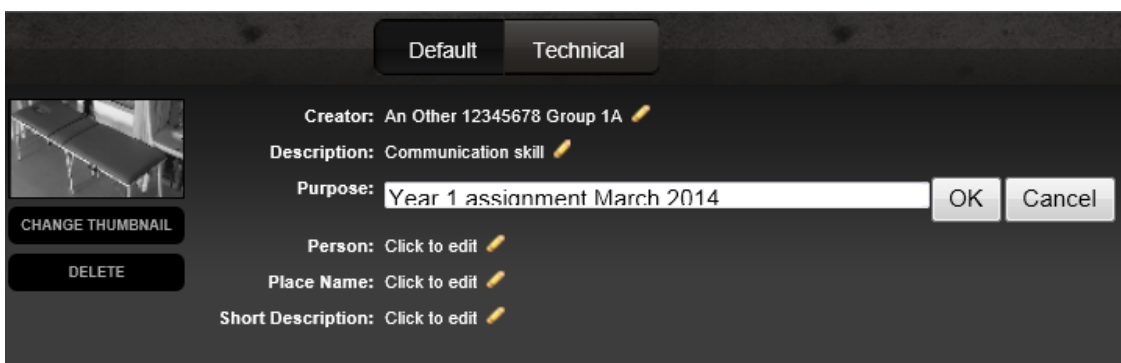 Default Technical
Creator: An Other 12345678 Group 1A
Description: Communication skill
Purpose: Year 1 assignment March 2014 OK Cancel
CHANGE THUMBNAIL
Person: Click to edit
DELETE
Place Name: Click to edit
Short Description: Click to edit